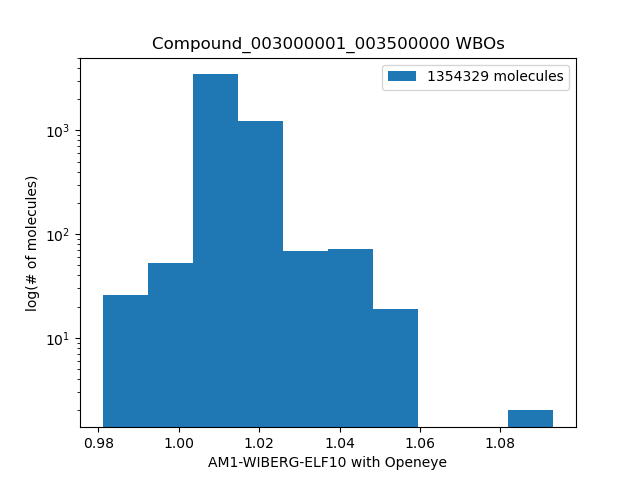 Compound_003000001_003500000 WBOs
1354329 molecules
log(# of molecules)
10³
10²
10¹
0.98 1.00 1.02 1.04 1.06 1.08
AM1-WIBERG-ELF10 with Openeye